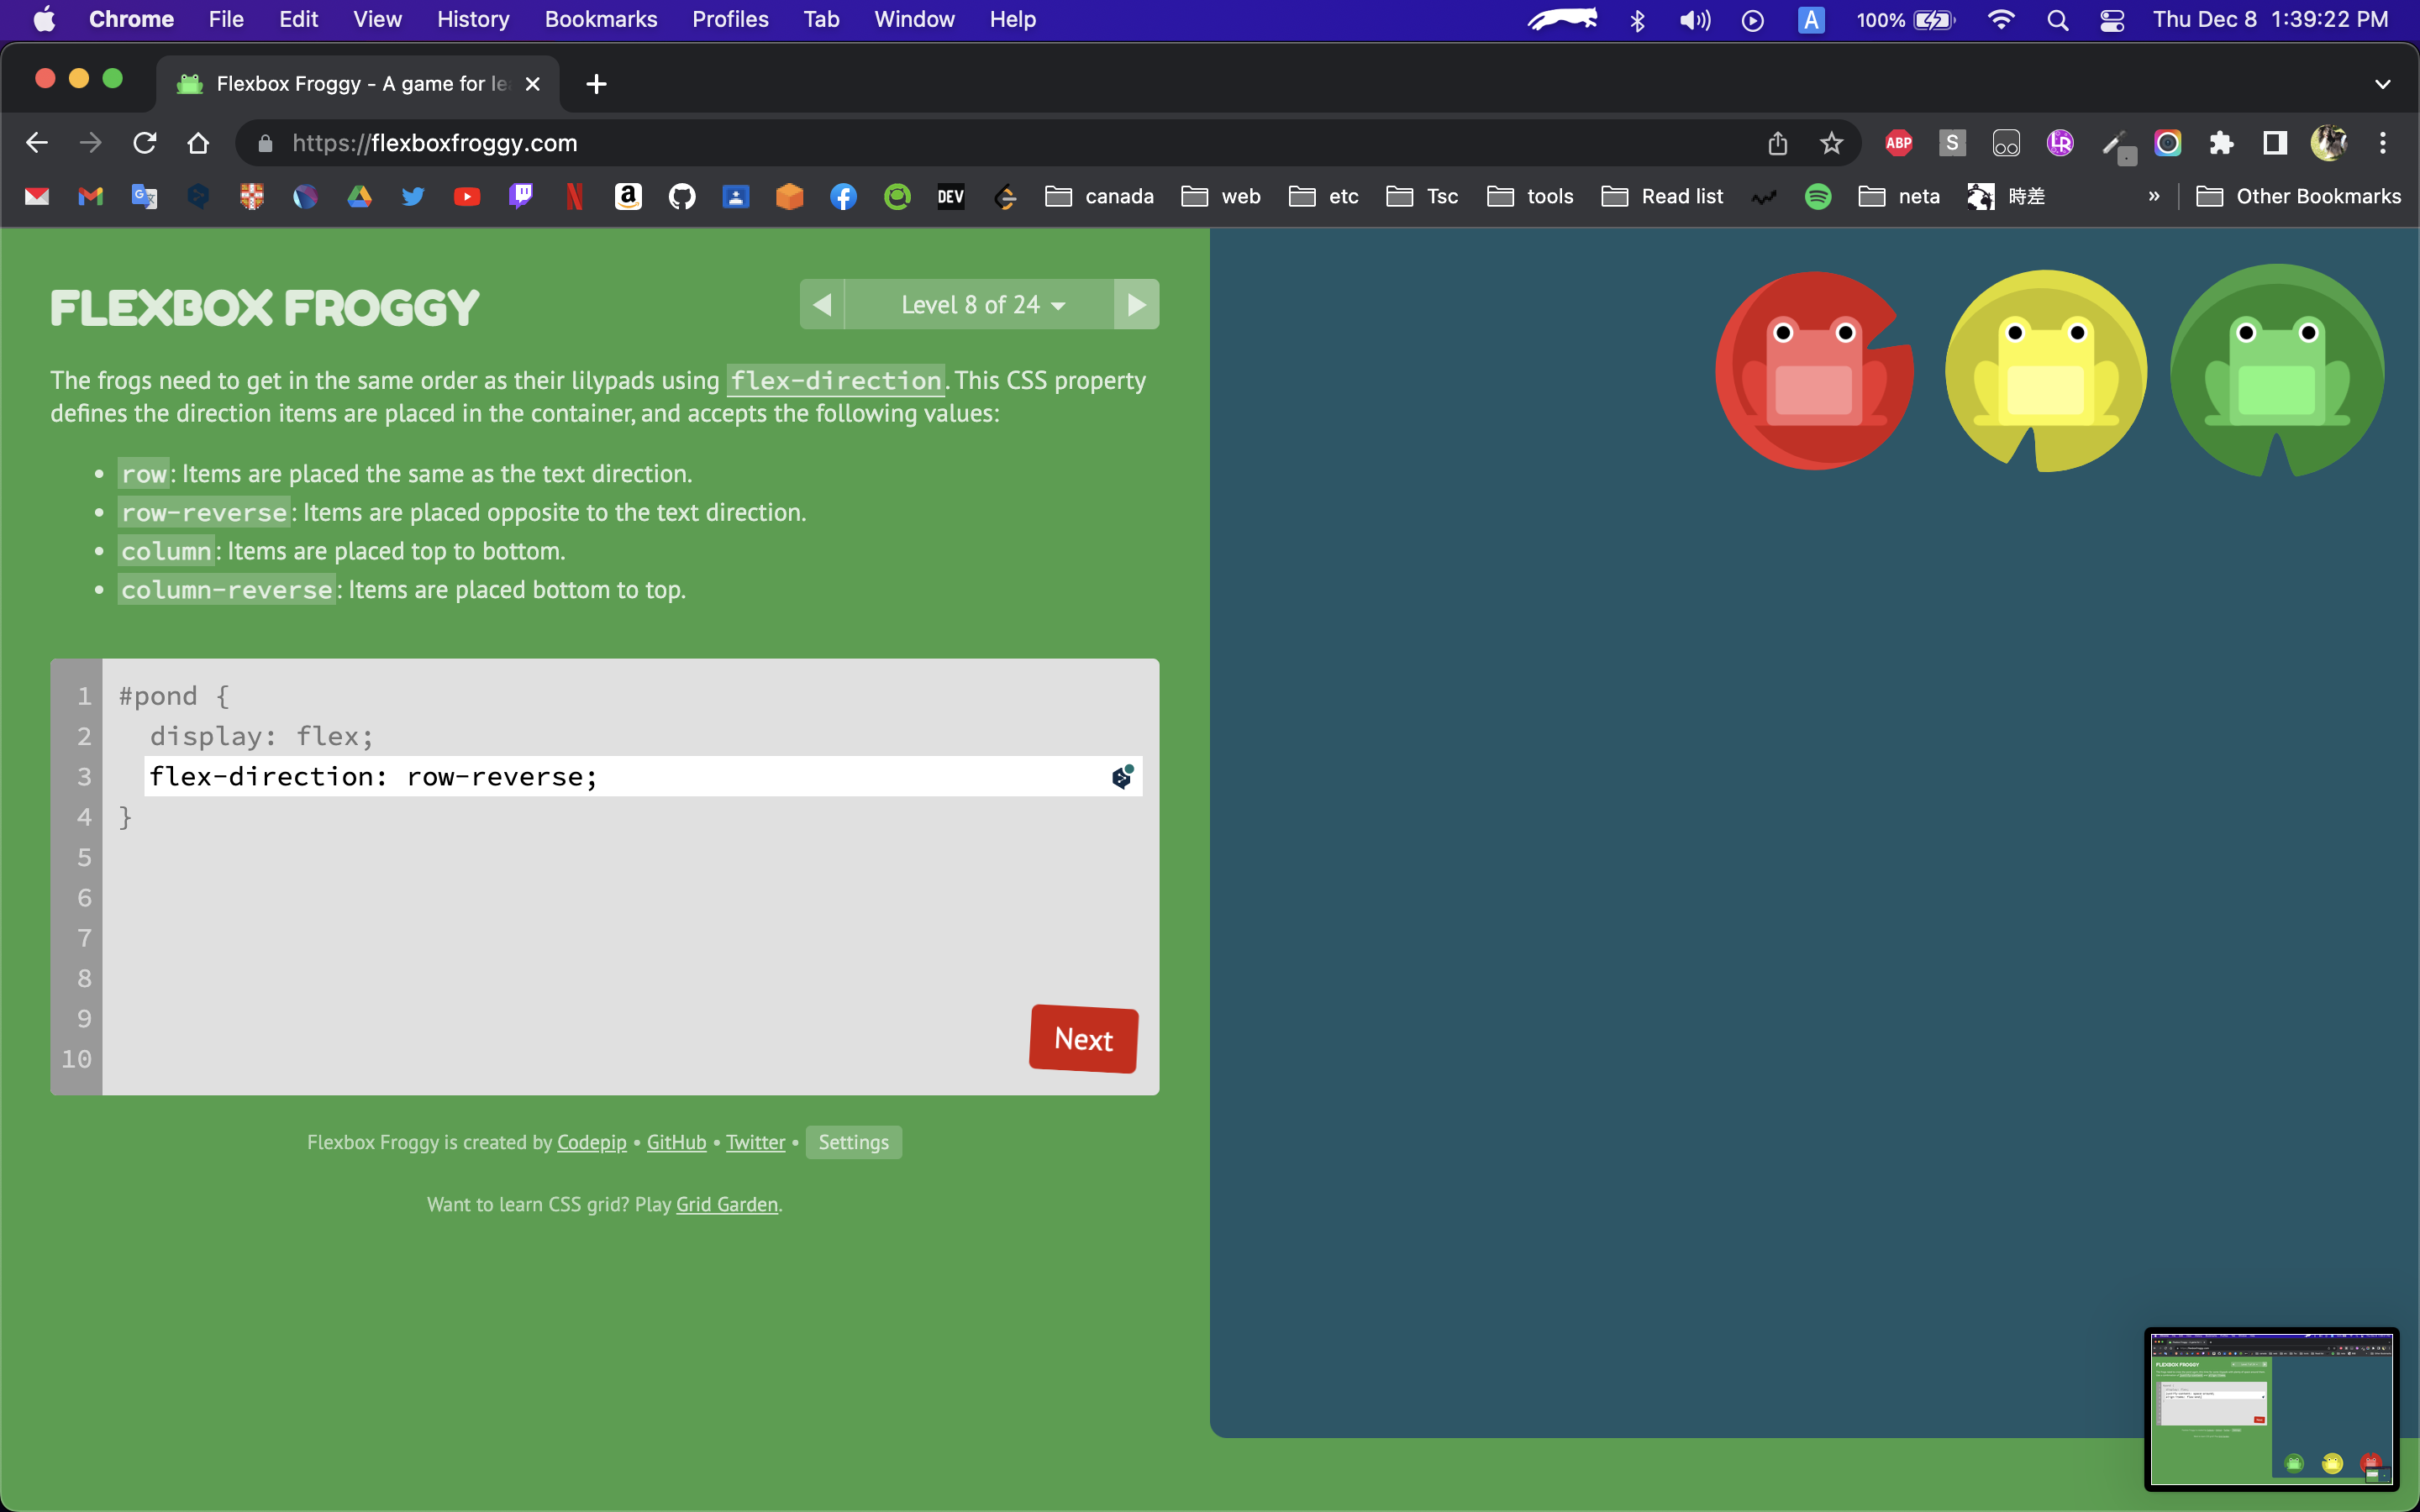 Chrome File Edit View History Bookmarks Profiles Tab Window Help A 100% Thu Dec 8 1:39:22 PM
Flexbox Froggy - A game for le
https://flexboxfroggy.com ABP S LR
DEV canada web etc Tsc tools Read list neta 時差 » Other Bookmarks
FLEXBOX FROGGY
Level 8 of 24
The frogs need to get in the same order as their lilypads using flex-direction. This CSS property
defines the direction items are placed in the container, and accepts the following values:
• row: Items are placed the same as the text direction.
• row-reverse: Items are placed opposite to the text direction.
• column: Items are placed top to bottom.
• column-reverse: Items are placed bottom to top.
1 #pond {
2 display: flex;
3 flex-direction: row-reverse;
4 }
5
6
7
8
9
10
Next
Flexbox Froggy is created by Codepip • GitHub • Twitter • Settings
Want to learn CSS grid? Play Grid Garden.
FLEXBOX FROGGY